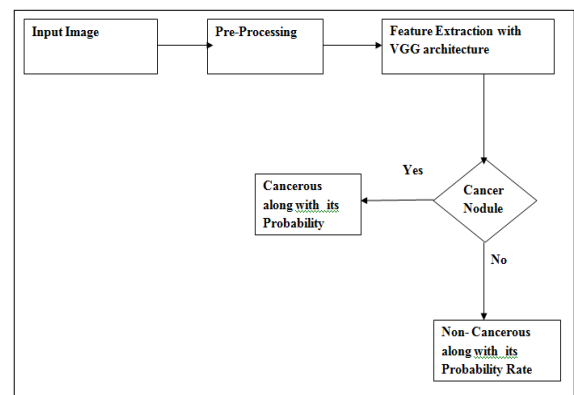 Input Image
Pre-Processing
Feature Extraction with
VGG architecture
Yes
Cancerous
along with its
Probability
Cancer
Nodule
No
Non- Cancerous
along with its
Probability Rate